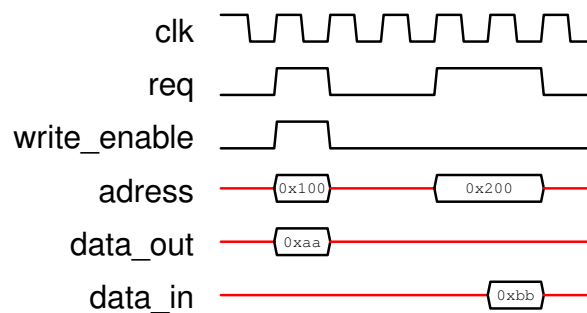 clk
req
write_enable
adress 0x100 0x200
data_out 0xaa
data_in 0xbb